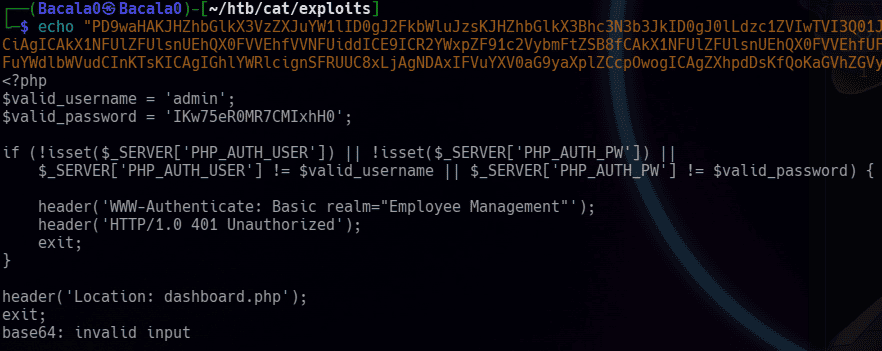 ┌──(Bacala0㉿Bacala0)-[~/htb/cat/exploits]
└─$ echo "PD9waHAKJHZhbGlkX3VzZXJuYW1lID0gJ2FkbWluJzsKJHZhbGlkX3Bhc3N3b3JkID0gJ0lLdzc1ZVIwTVI3Q01J
CiAgICAkX1NFUlZFUlsnUEhQX0FVVEhfVVNFUiddICE9ICR2YWxpZF91c2VybmFtZSB8fCAkX1NFUlZFUlsnUEhQX0FVVEhfUF
FuYWdlbWVudCInKTsKICAgIGhlYWRlcignSFRUUC8xLjAgNDAxIFVuYXV0aG9yaXplZCcpOwogICAgZXhpdDsKfQoKaGVhZGVy
<?php
$valid_username = 'admin';
$valid_password = 'IKw75eR0MR7CMIxhH0';

if (!isset($_SERVER['PHP_AUTH_USER']) || !isset($_SERVER['PHP_AUTH_PW']) ||
    $_SERVER['PHP_AUTH_USER'] != $valid_username || $_SERVER['PHP_AUTH_PW'] != $valid_password) {

    header('WWW-Authenticate: Basic realm="Employee Management"');
    header('HTTP/1.0 401 Unauthorized');
    exit;
}

header('Location: dashboard.php');
exit;
base64: invalid input